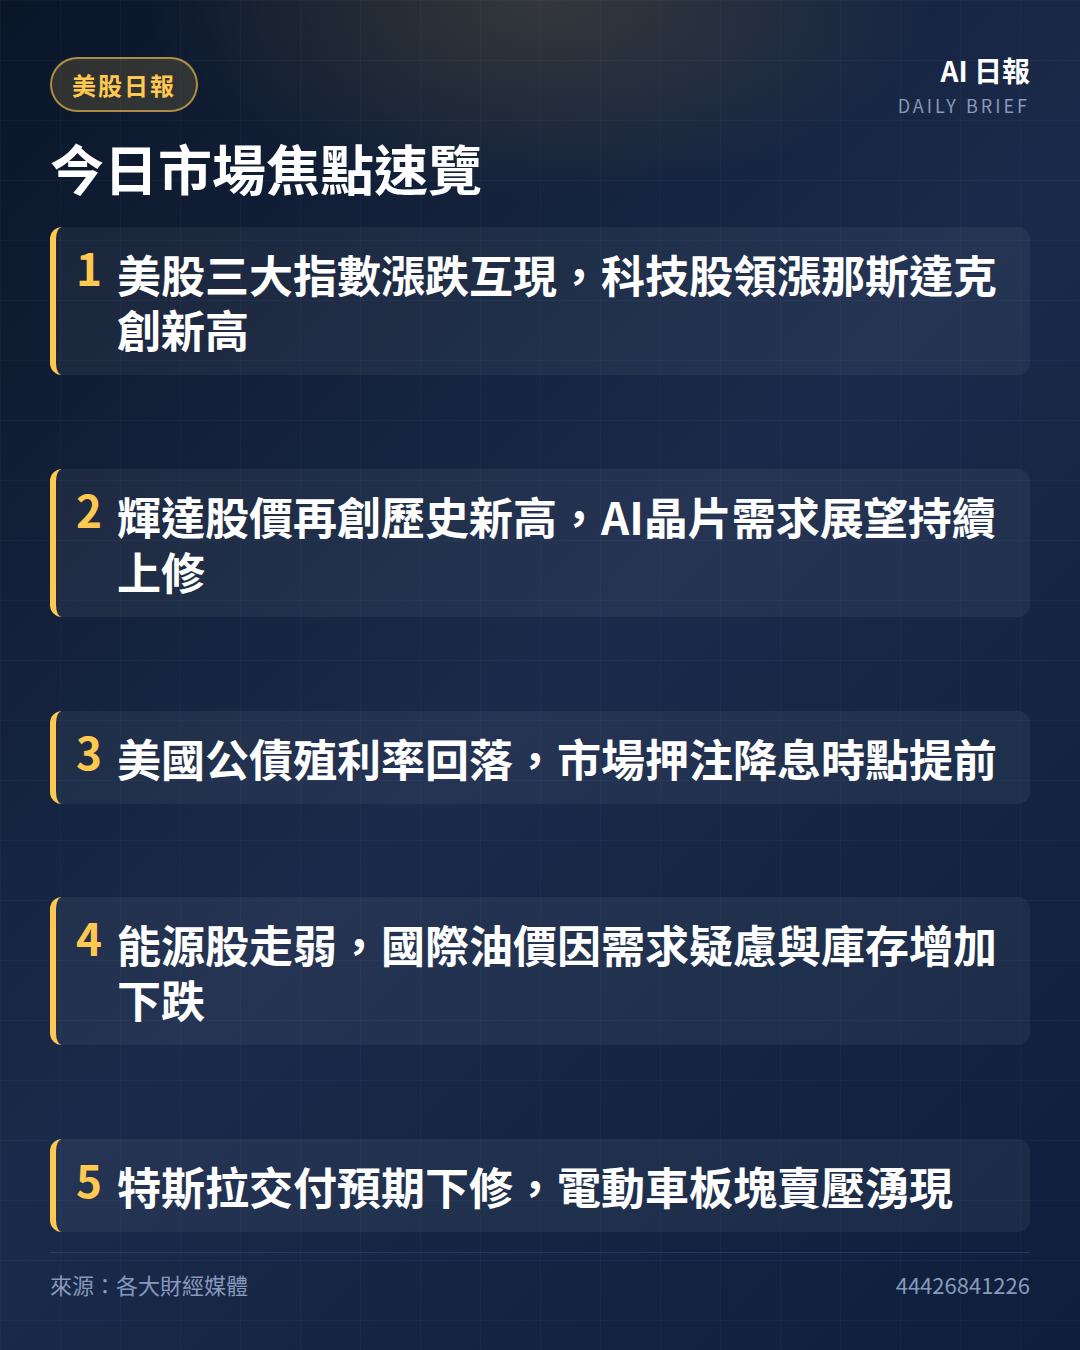 美股日報
AI 日報
DAILY BRIEF
今日市場焦點速覽
1 美股三大指數漲跌互現，科技股領漲那斯達克
創新高
2 輝達股價再創歷史新高，AI晶片需求展望持續
上修
3 美國公債殖利率回落，市場押注降息時點提前
4 能源股走弱，國際油價因需求疑慮與庫存增加
下跌
5 特斯拉交付預期下修，電動車板塊賣壓湧現
來源：各大財經媒體
44426841226